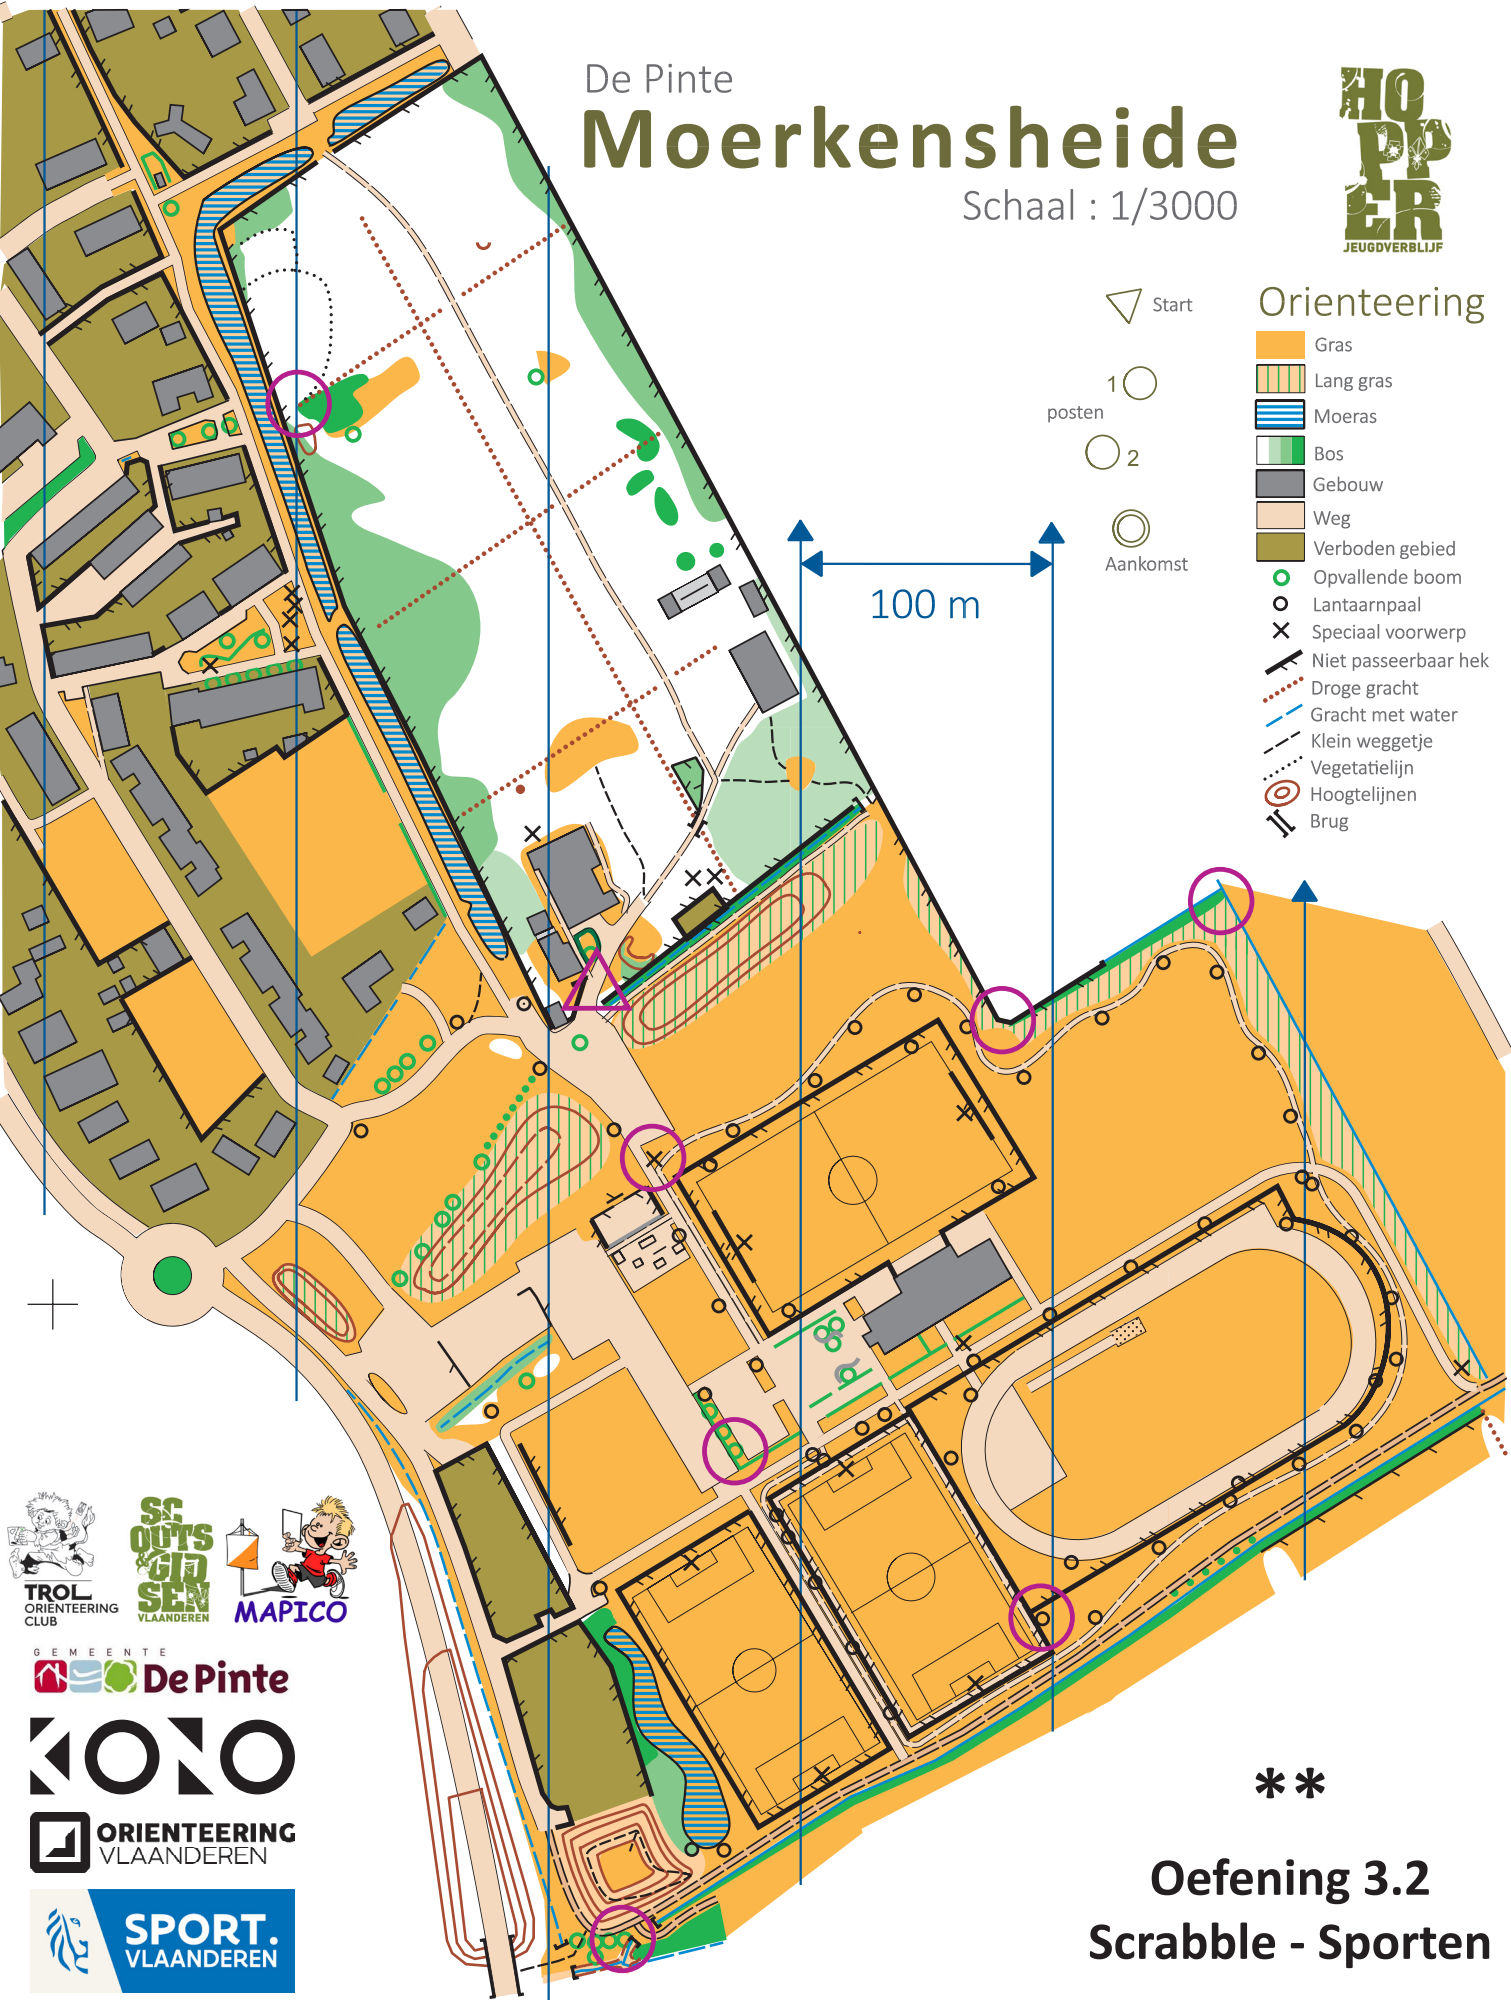 De Pinte
Moerkensheide
Schaal : 1/3000
HOPPER
JEUGDVERBLIJF
Start
1
posten
2
Aankomst
Orienteering
Gras
Lang gras
Moeras
Bos
Gebouw
Weg
Verboden gebied
Opvallende boom
Lantaarnpaal
Speciaal voorwerp
Niet passeerbaar hek
Droge gracht
Gracht met water
Klein weggetje
Vegetatielijn
Hoogtelijnen
Brug
100 m
TROL
ORIENTEERING
CLUB
SCOUTS
&GIDSEN
VLAANDEREN
MAPICO
GEMEENTE
De Pinte
KONO
ORIENTEERING
VLAANDEREN
SPORT.
VLAANDEREN
**
Oefening 3.2
Scrabble - Sporten